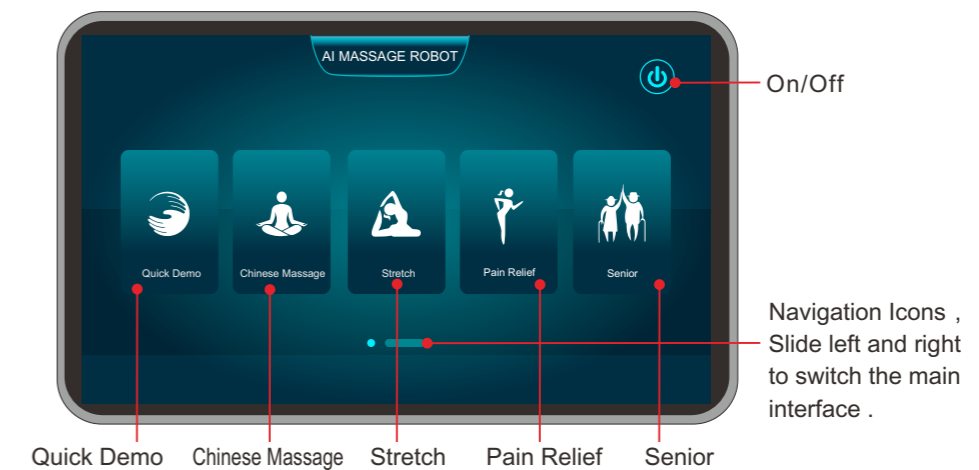 AI MASSAGE ROBOT
On/Off
Quick Demo
Chinese Massage
Stretch
Pain Relief
Senior
Navigation Icons ,
Slide left and right
to switch the main
interface .
Quick Demo
Chinese Massage
Stretch
Pain Relief
Senior